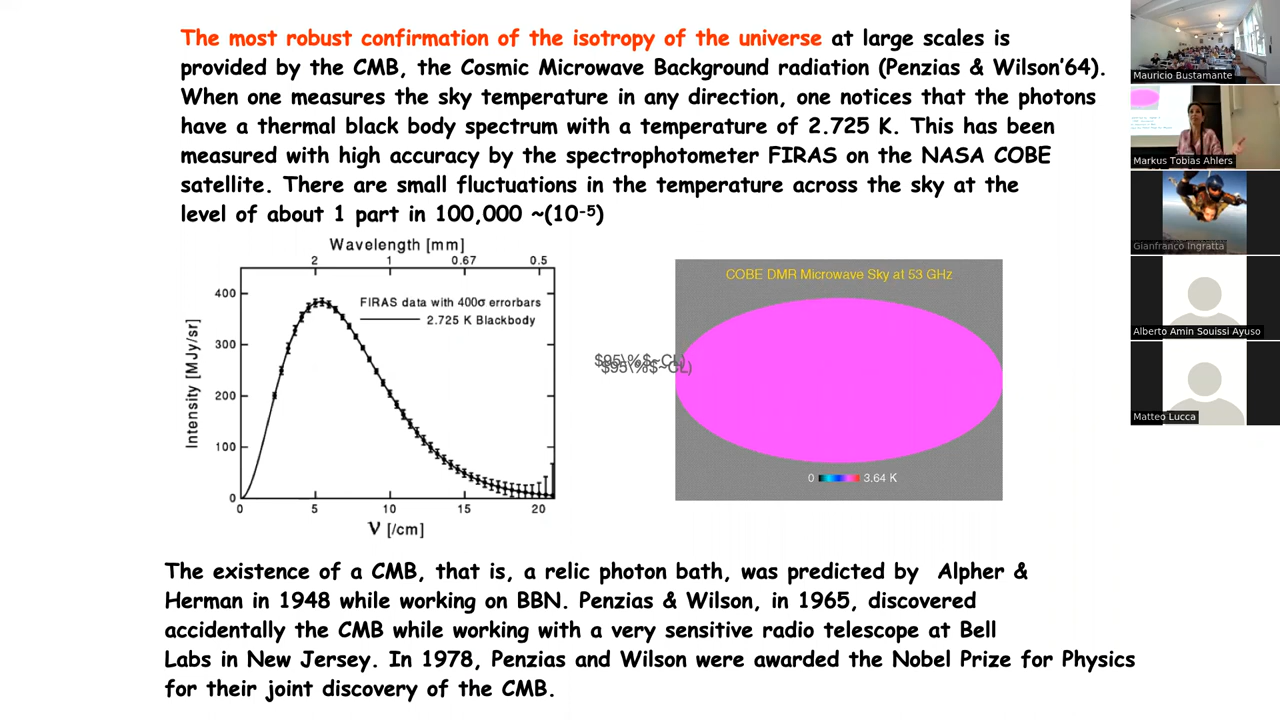 The most robust confirmation of the isotropy of the universe at large scales is
provided by the CMB, the Cosmic Microwave Background radiation (Penzias & Wilson'64).
When one measures the sky temperature in any direction, one notices that the photons
have a thermal black body spectrum with a temperature of 2.725 K. This has been
measured with high accuracy by the spectrophotometer FIRAS on the NASA COBE
satellite. There are small fluctuations in the temperature across the sky at the
level of about 1 part in 100,000 ~(10-5)
Wavelength [mm]
2 1 0.67 0.5
FIRAS data with 400σ errorbars
2.725 K Blackbody
Intensity [MJy/sr]
400
300
200
100
0
0 5 10 15 20
ν [/cm]
$95\%$~CL)
$95\%$~CL)
COBE DMR Microwave Sky at 53 GHz
0 3.64 K
The existence of a CMB, that is, a relic photon bath, was predicted by Alpher &
Herman in 1948 while working on BBN. Penzias & Wilson, in 1965, discovered
accidentally the CMB while working with a very sensitive radio telescope at Bell
Labs in New Jersey. In 1978, Penzias and Wilson were awarded the Nobel Prize for Physics
for their joint discovery of the CMB.
Mauricio Bustamante
Markus Tobias Ahlers
Gianfranco Ingratta
Alberto Amin Souissi Ayuso
Matteo Lucca